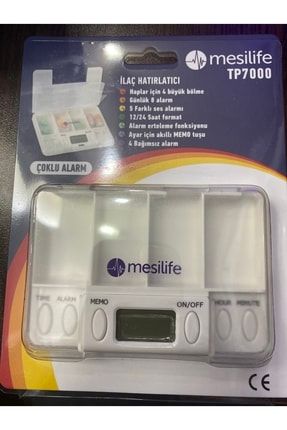 mesilife
TP7000
İLAÇ HATIRLATICI
Haplar için 4 büyük bölme
Günlük 8 alarm
5 Farklı ses alarmı
12/24 Saat format
Alarm erteleme fonksiyonu
Ayar için akıllı MEMO tuşu
4 Bağımsız alarm
ÇOKLU ALARM
mesilife
TIME ALARM MEMO ON/OFF HOUR MINUTE
CE